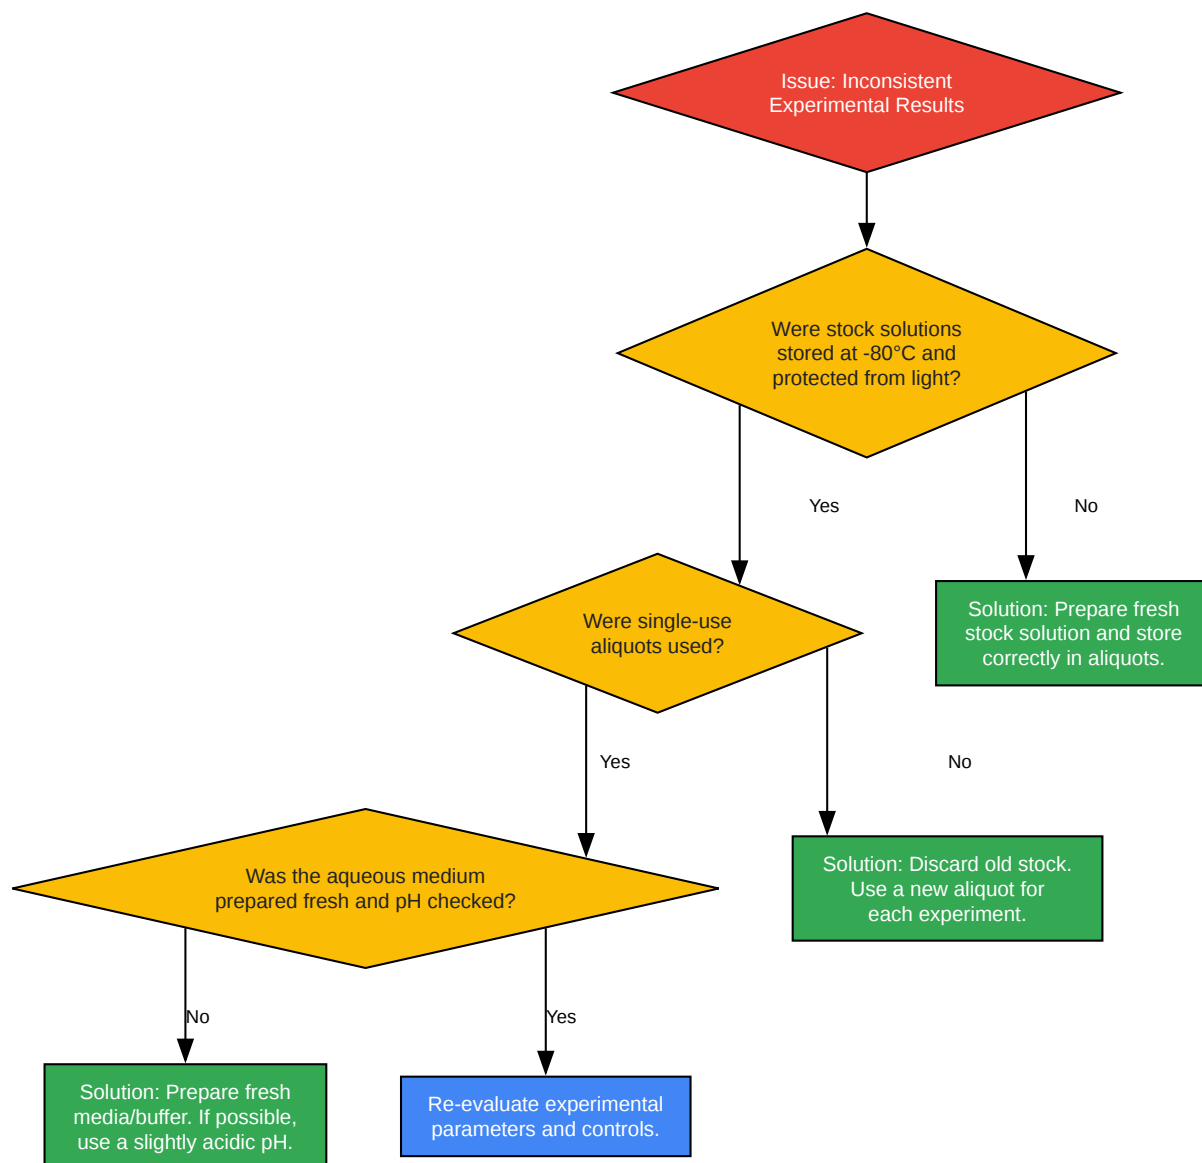 Issue: Inconsistent
Experimental Results
Were stock solutions
stored at -80°C and
protected from light?
Yes
No
Were single-use
aliquots used?
Solution: Prepare fresh
stock solution and store
correctly in aliquots.
Yes
No
Was the aqueous medium
prepared fresh and pH checked?
Solution: Discard old stock.
Use a new aliquot for
each experiment.
No
Yes
Solution: Prepare fresh
media/buffer. If possible,
use a slightly acidic pH.
Re-evaluate experimental
parameters and controls.